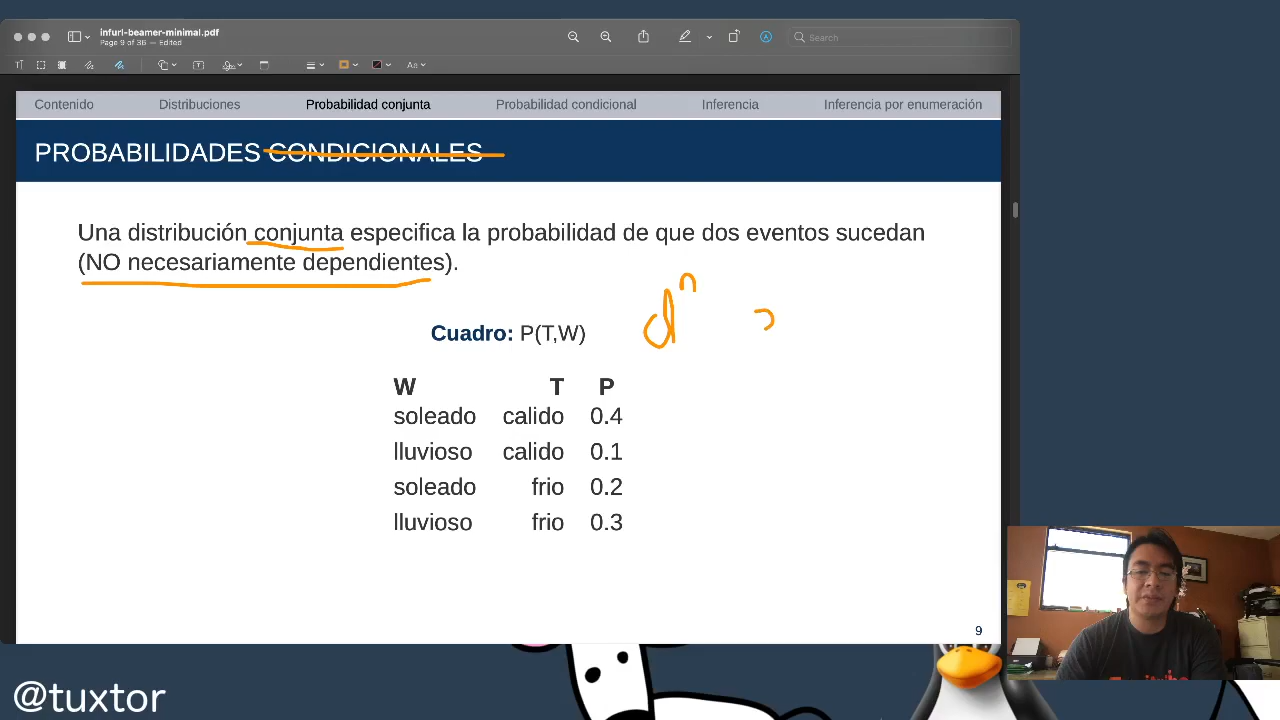 infurl-beamer-minimal.pdf
Page 9 of 36 — Edited
Search
Aa
Contenido Distribuciones Probabilidad conjunta Probabilidad condicional Inferencia Inferencia por enumeración
PROBABILIDADES CONDICIONALES
Una distribución conjunta especifica la probabilidad de que dos eventos sucedan
(NO necesariamente dependientes).
d^n
Cuadro: P(T,W)
W T P
soleado calido 0.4
lluvioso calido 0.1
soleado frio 0.2
lluvioso frio 0.3
9
@tuxtor